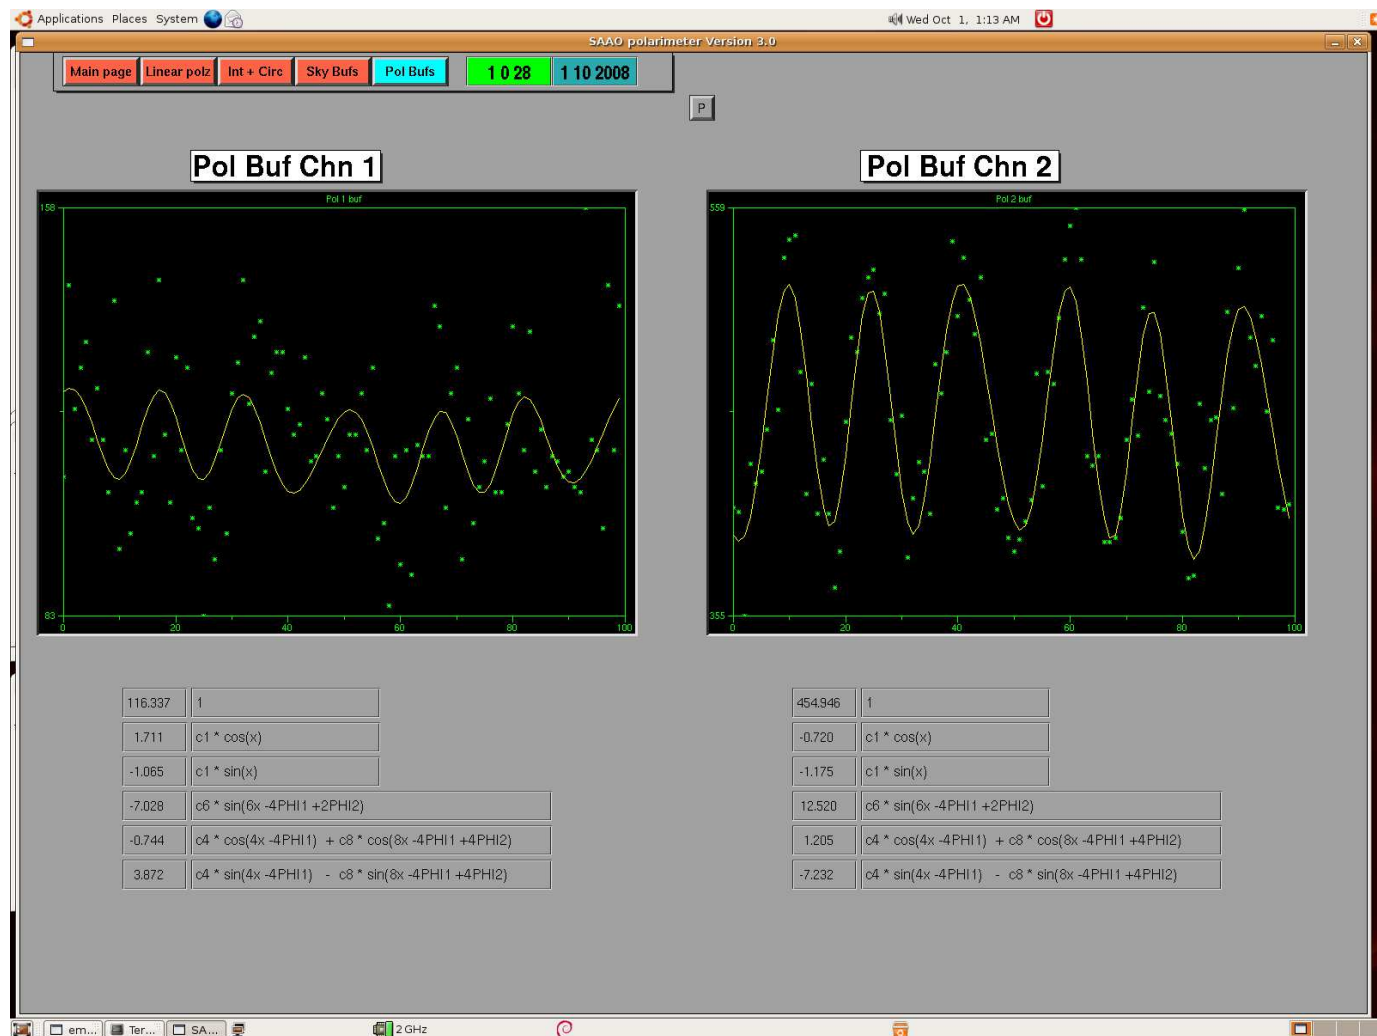 Applications Places System Wed Oct 1, 1:13 AM
SAAO polarimeter Version 3.0
Main page Linear polz Int + Circ Sky Bufs Pol Bufs 1 0 28 1 10 2008
P
Pol Buf Chn 1 Pol Buf Chn 2
Pol 1 buf Pol 2 buf
158 559
83 355
0 20 40 60 80 100 0 20 40 60 80 100
116.337 1 454.946 1
1.711 c1 * cos(x) -0.720 c1 * cos(x)
-1.065 c1 * sin(x) -1.175 c1 * sin(x)
-7.028 c6 * sin(6x -4PHI1 +2PHI2) 12.520 c6 * sin(6x -4PHI1 +2PHI2)
-0.744 c4 * cos(4x -4PHI1) + c8 * cos(8x -4PHI1 +4PHI2) 1.205 c4 * cos(4x -4PHI1) + c8 * cos(8x -4PHI1 +4PHI2)
3.872 c4 * sin(4x -4PHI1) - c8 * sin(8x -4PHI1 +4PHI2) -7.232 c4 * sin(4x -4PHI1) - c8 * sin(8x -4PHI1 +4PHI2)
em... Ter... SA... 2 GHz